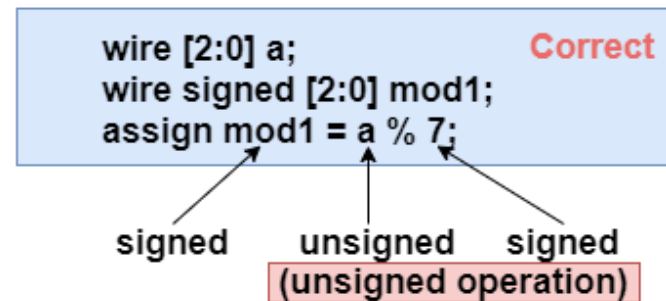 wire [2:0] a; Correct
wire signed [2:0] mod1;
assign mod1 = a % 7;
signed unsigned signed
(unsigned operation)